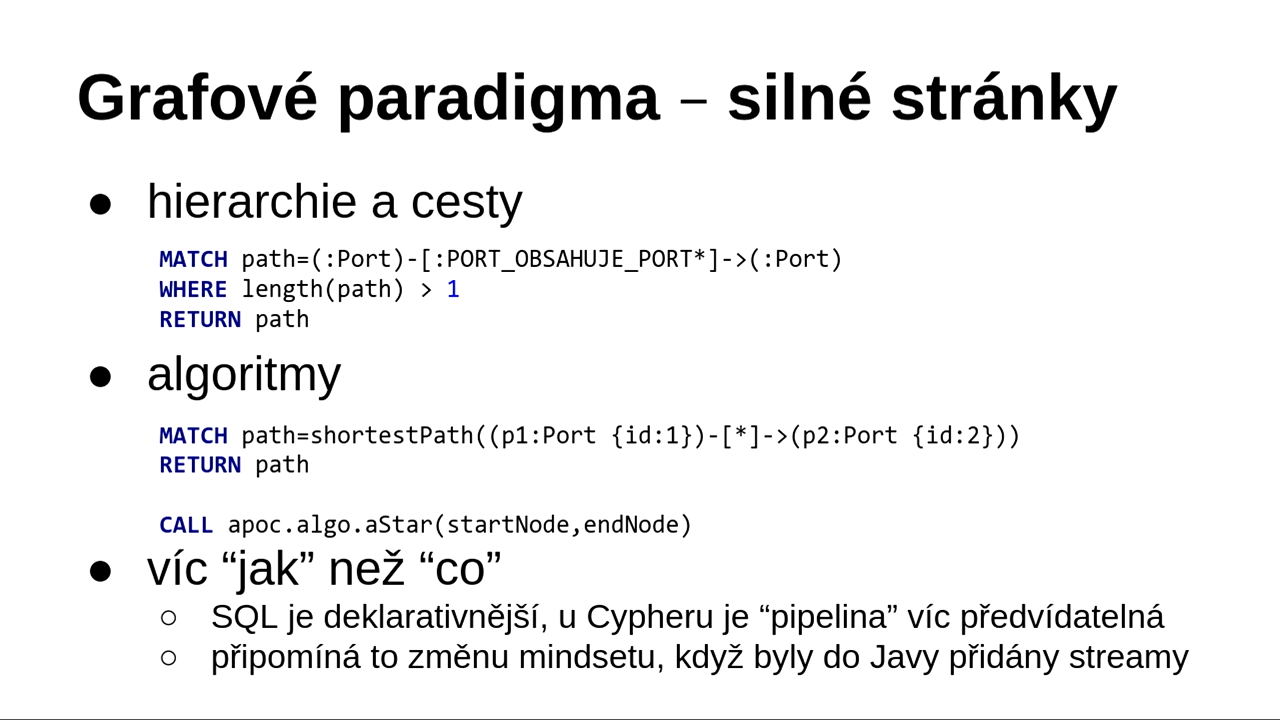 Grafové paradigma – silné stránky
● hierarchie a cesty
MATCH path=(:Port)-[:PORT_OBSAHUJE_PORT*]->(:Port)
WHERE length(path) > 1
RETURN path
● algoritmy
MATCH path=shortestPath((p1:Port {id:1})-[*]->(p2:Port {id:2}))
RETURN path
CALL apoc.algo.aStar(startNode,endNode)
● víc “jak” než “co”
○ SQL je deklarativnější, u Cypheru je “pipelina” víc předvídatelná
○ připomíná to změnu mindsetu, když byly do Javy přidány streamy